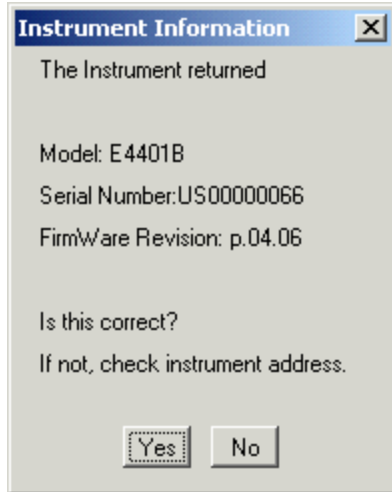 Instrument Information
The Instrument returned
Model: E4401B
Serial Number:US00000066
FirmWare Revision: p.04.06
Is this correct?
If not, check instrument address.
Yes No